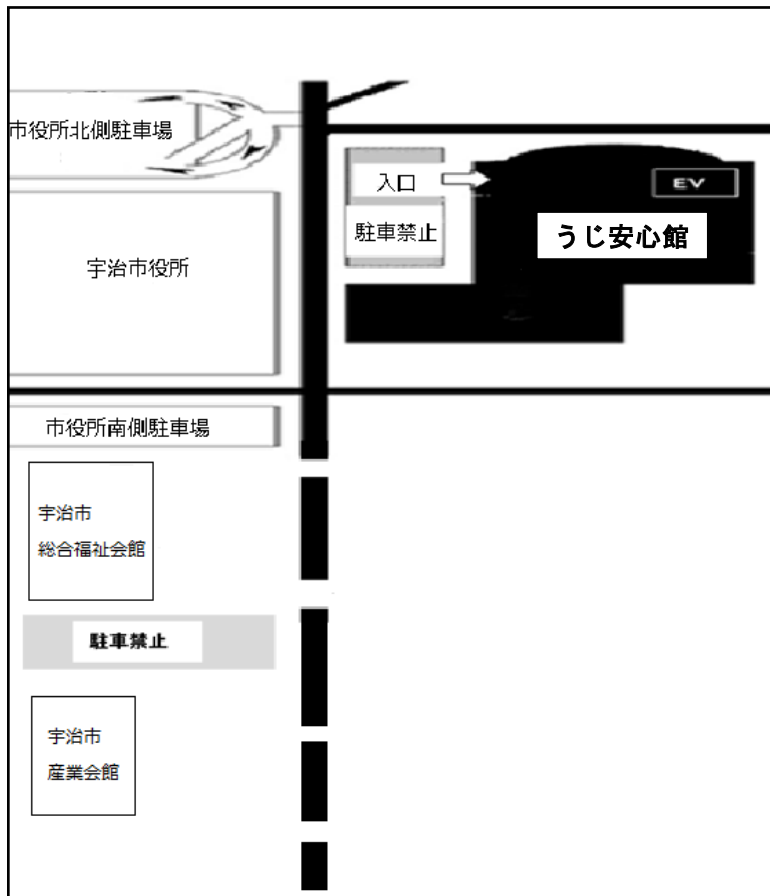 市役所北側駐車場
入口
EV
駐車禁止
うじ安心館
宇治市役所
市役所南側駐車場
宇治市
総合福祉会館
駐車禁止
宇治市
産業会館